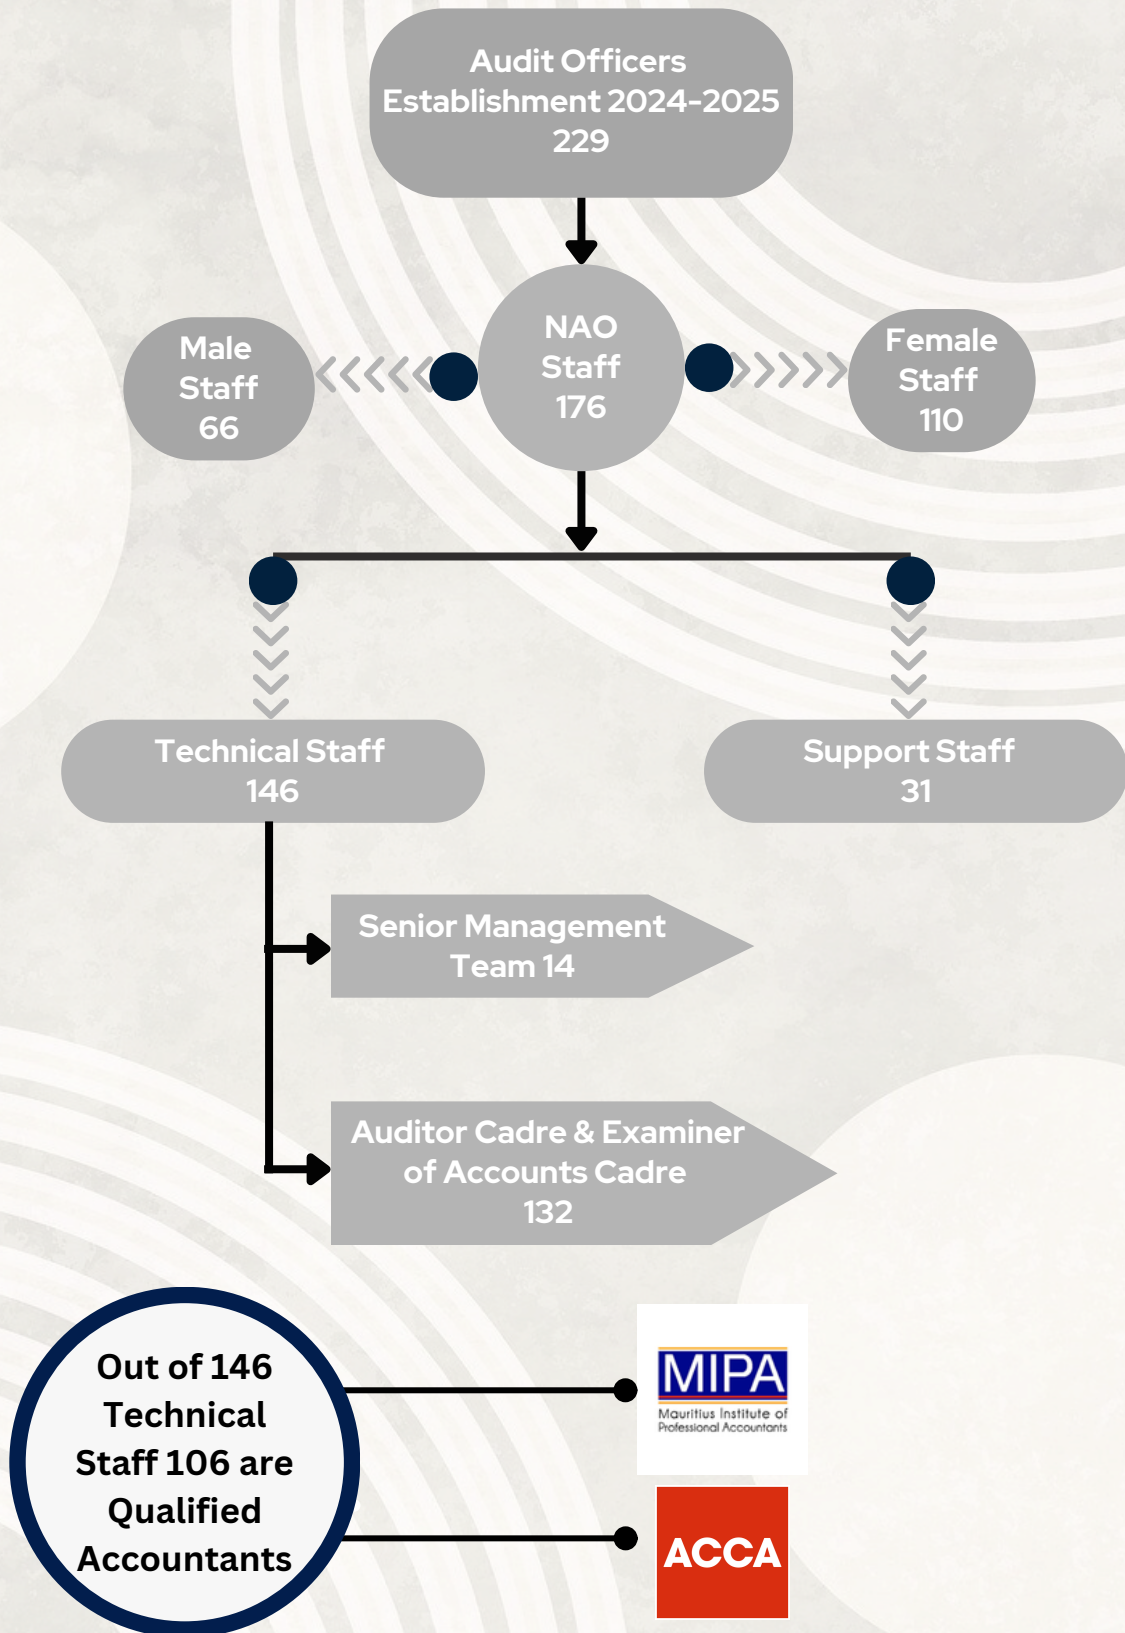 Audit Officers
Establishment 2024-2025
229
NAO
Staff
176
Male
Staff
66
Female
Staff
110
Technical Staff
146
Support Staff
31
Senior Management
Team 14
Auditor Cadre & Examiner
of Accounts Cadre
132
Out of 146
Technical
Staff 106 are
Qualified
Accountants
MIPA
Mauritius Institute of
Professional Accountants
ACCA